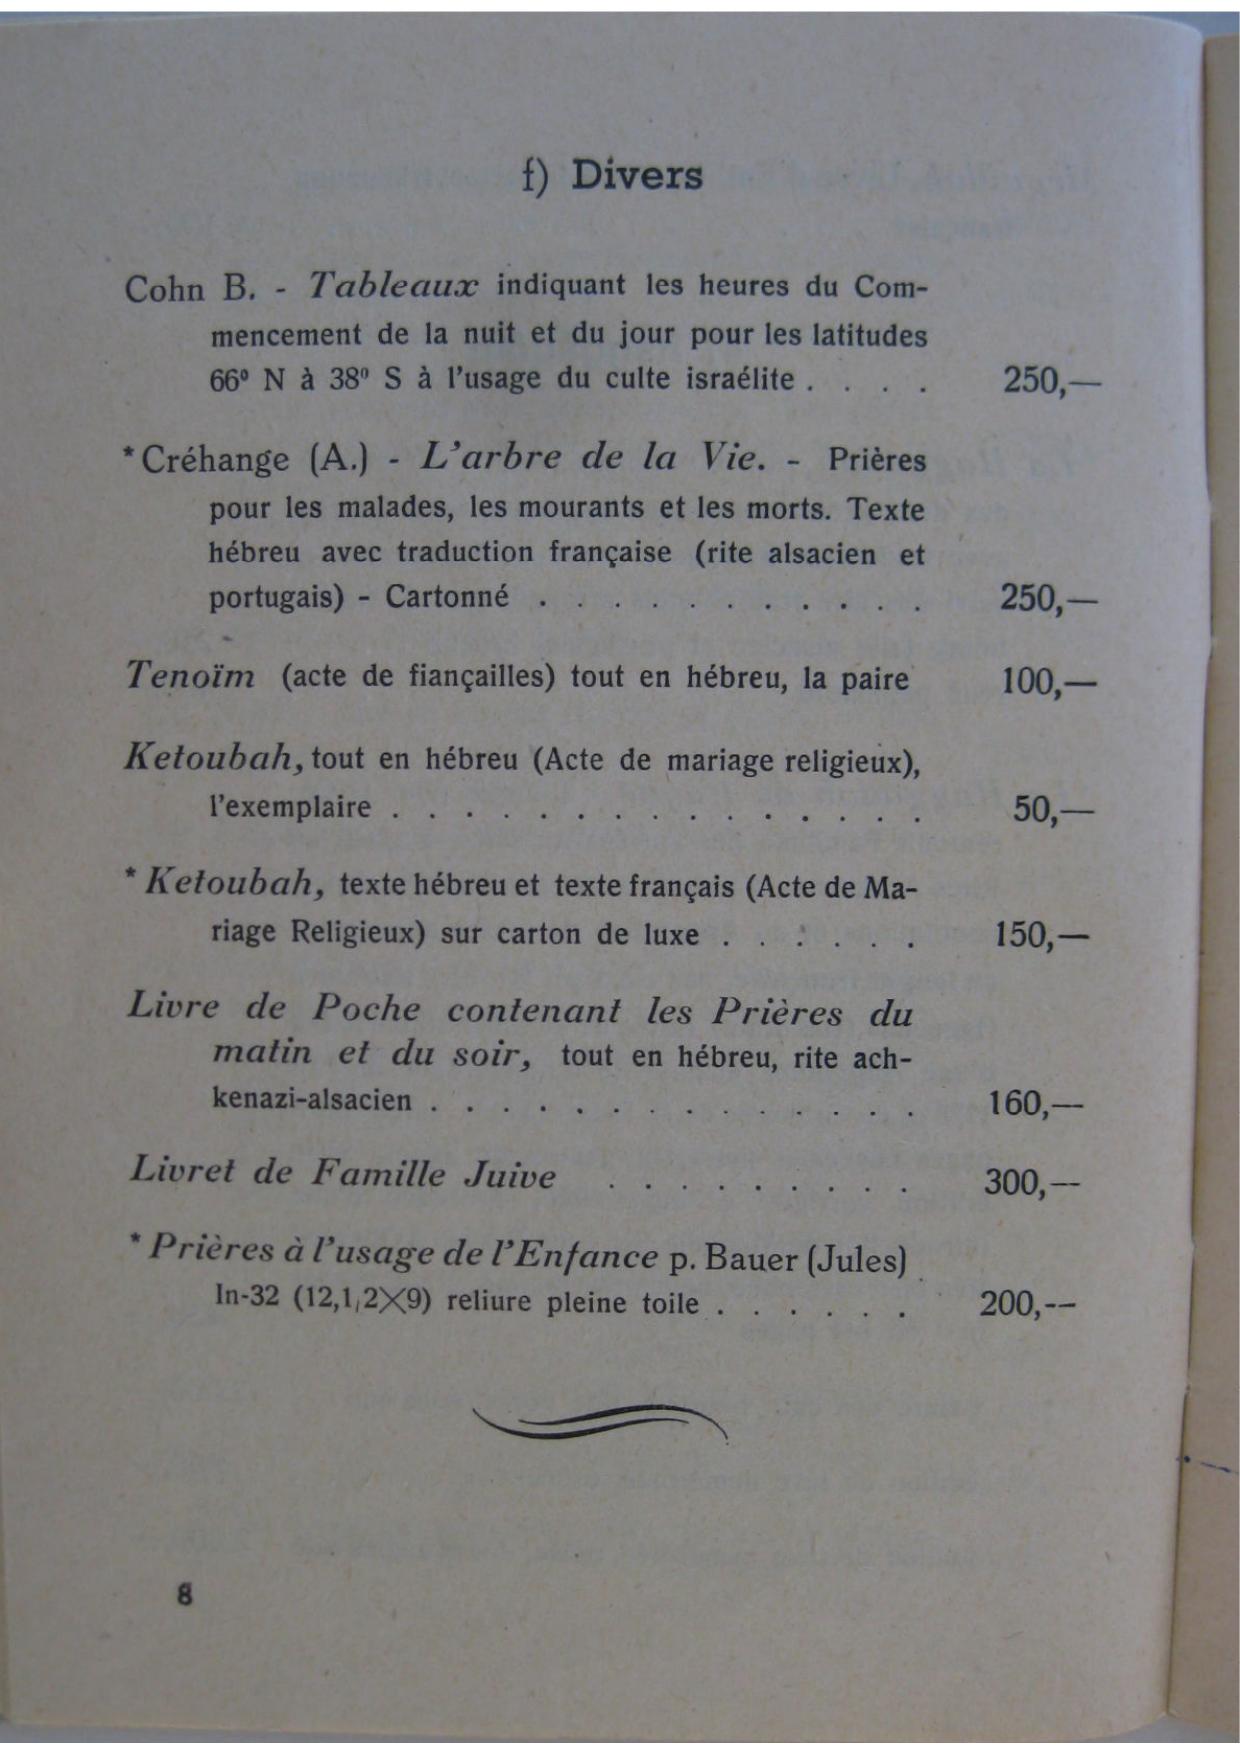 f) Divers
Cohn B. - Tableaux indiquant les heures du Com-
mencement de la nuit et du jour pour les latitudes
66° N à 38° S à l'usage du culte israélite . . . . 250,—
* Créhange (A.) - L'arbre de la Vie. - Prières
pour les malades, les mourants et les morts. Texte
hébreu avec traduction française (rite alsacien et
portugais) - Cartonné . . . . . . . . . . 250,—
Tenoïm (acte de fiançailles) tout en hébreu, la paire 100,—
Ketoubah, tout en hébreu (Acte de mariage religieux),
l'exemplaire . . . . . . . . . . . . . . . 50,—
* Ketoubah, texte hébreu et texte français (Acte de Ma-
riage Religieux) sur carton de luxe . . . . . . 150,—
Livre de Poche contenant les Prières du
matin et du soir, tout en hébreu, rite ach-
kenazi-alsacien . . . . . . . . . . . . . . 160,—
Livret de Famille Juive . . . . . . . . . 300,—
* Prières à l'usage de l'Enfance p. Bauer (Jules)
In-32 (12,1/2×9) reliure pleine toile . . . . . . 200,--
8